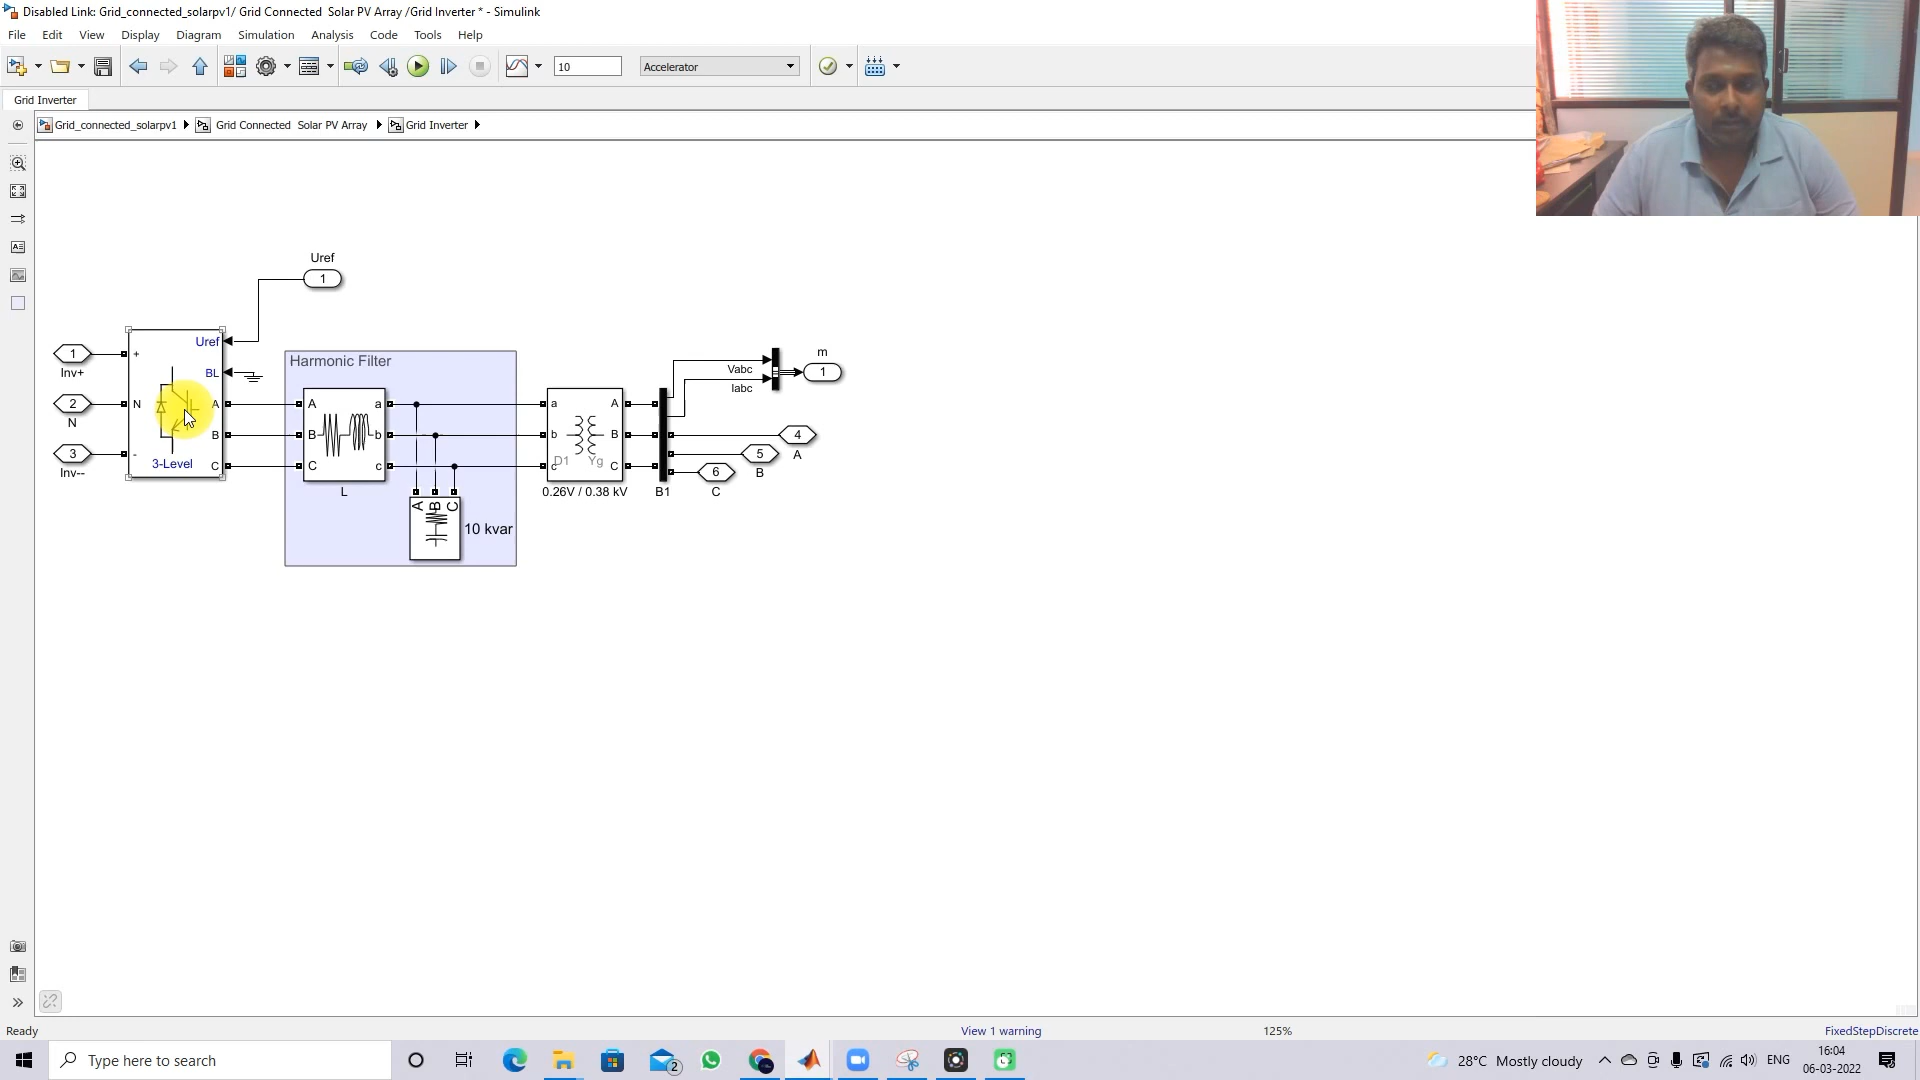 Disabled Link: Grid_connected_solarpv1/ Grid Connected  Solar PV Array /Grid Inverter * - Simulink
File Edit View Display Diagram Simulation Analysis Code Tools Help
10 Accelerator
Grid Inverter
Grid_connected_solarpv1 Grid Connected  Solar PV Array Grid Inverter
Uref
1
Uref
1 + Harmonic Filter m
Inv+ BL Vabc 1
Iabc
2 N A A a a A
N B B b b B 4
A
3 - 3-Level C C c c C 5
Inv-- D1 Yg B
6
L 0.26V / 0.38 kV B1 C
A B C
10 kvar
Ready View 1 warning 125% FixedStepDiscrete
Type here to search 2 28°C Mostly cloudy ENG 16:04
06-03-2022